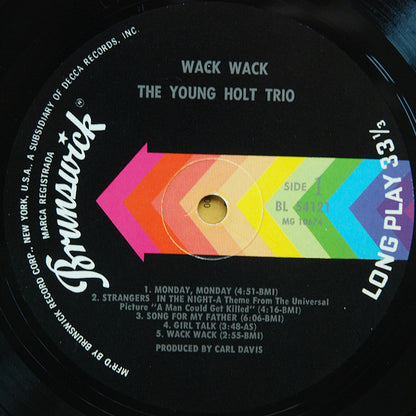 WACK WACK
THE YOUNG HOLT TRIO
Brunswick
®
MARCA REGISTRADA
MFR'D BY BRUNSWICK RECORD CORP., NEW YORK, U.S.A., A SUBSIDIARY OF DECCA RECORDS, INC.
SIDE 1
BL 54121
MG 10674
LONG PLAY 33⅓
1. MONDAY, MONDAY (4:51-BMI)
2. STRANGERS IN THE NIGHT-A Theme From The Universal
Picture "A Man Could Get Killed" (4:16-BMI)
3. SONG FOR MY FATHER (6:06-BMI)
4. GIRL TALK (3:48-AS)
5. WACK WACK (2:55-BMI)
PRODUCED BY CARL DAVIS